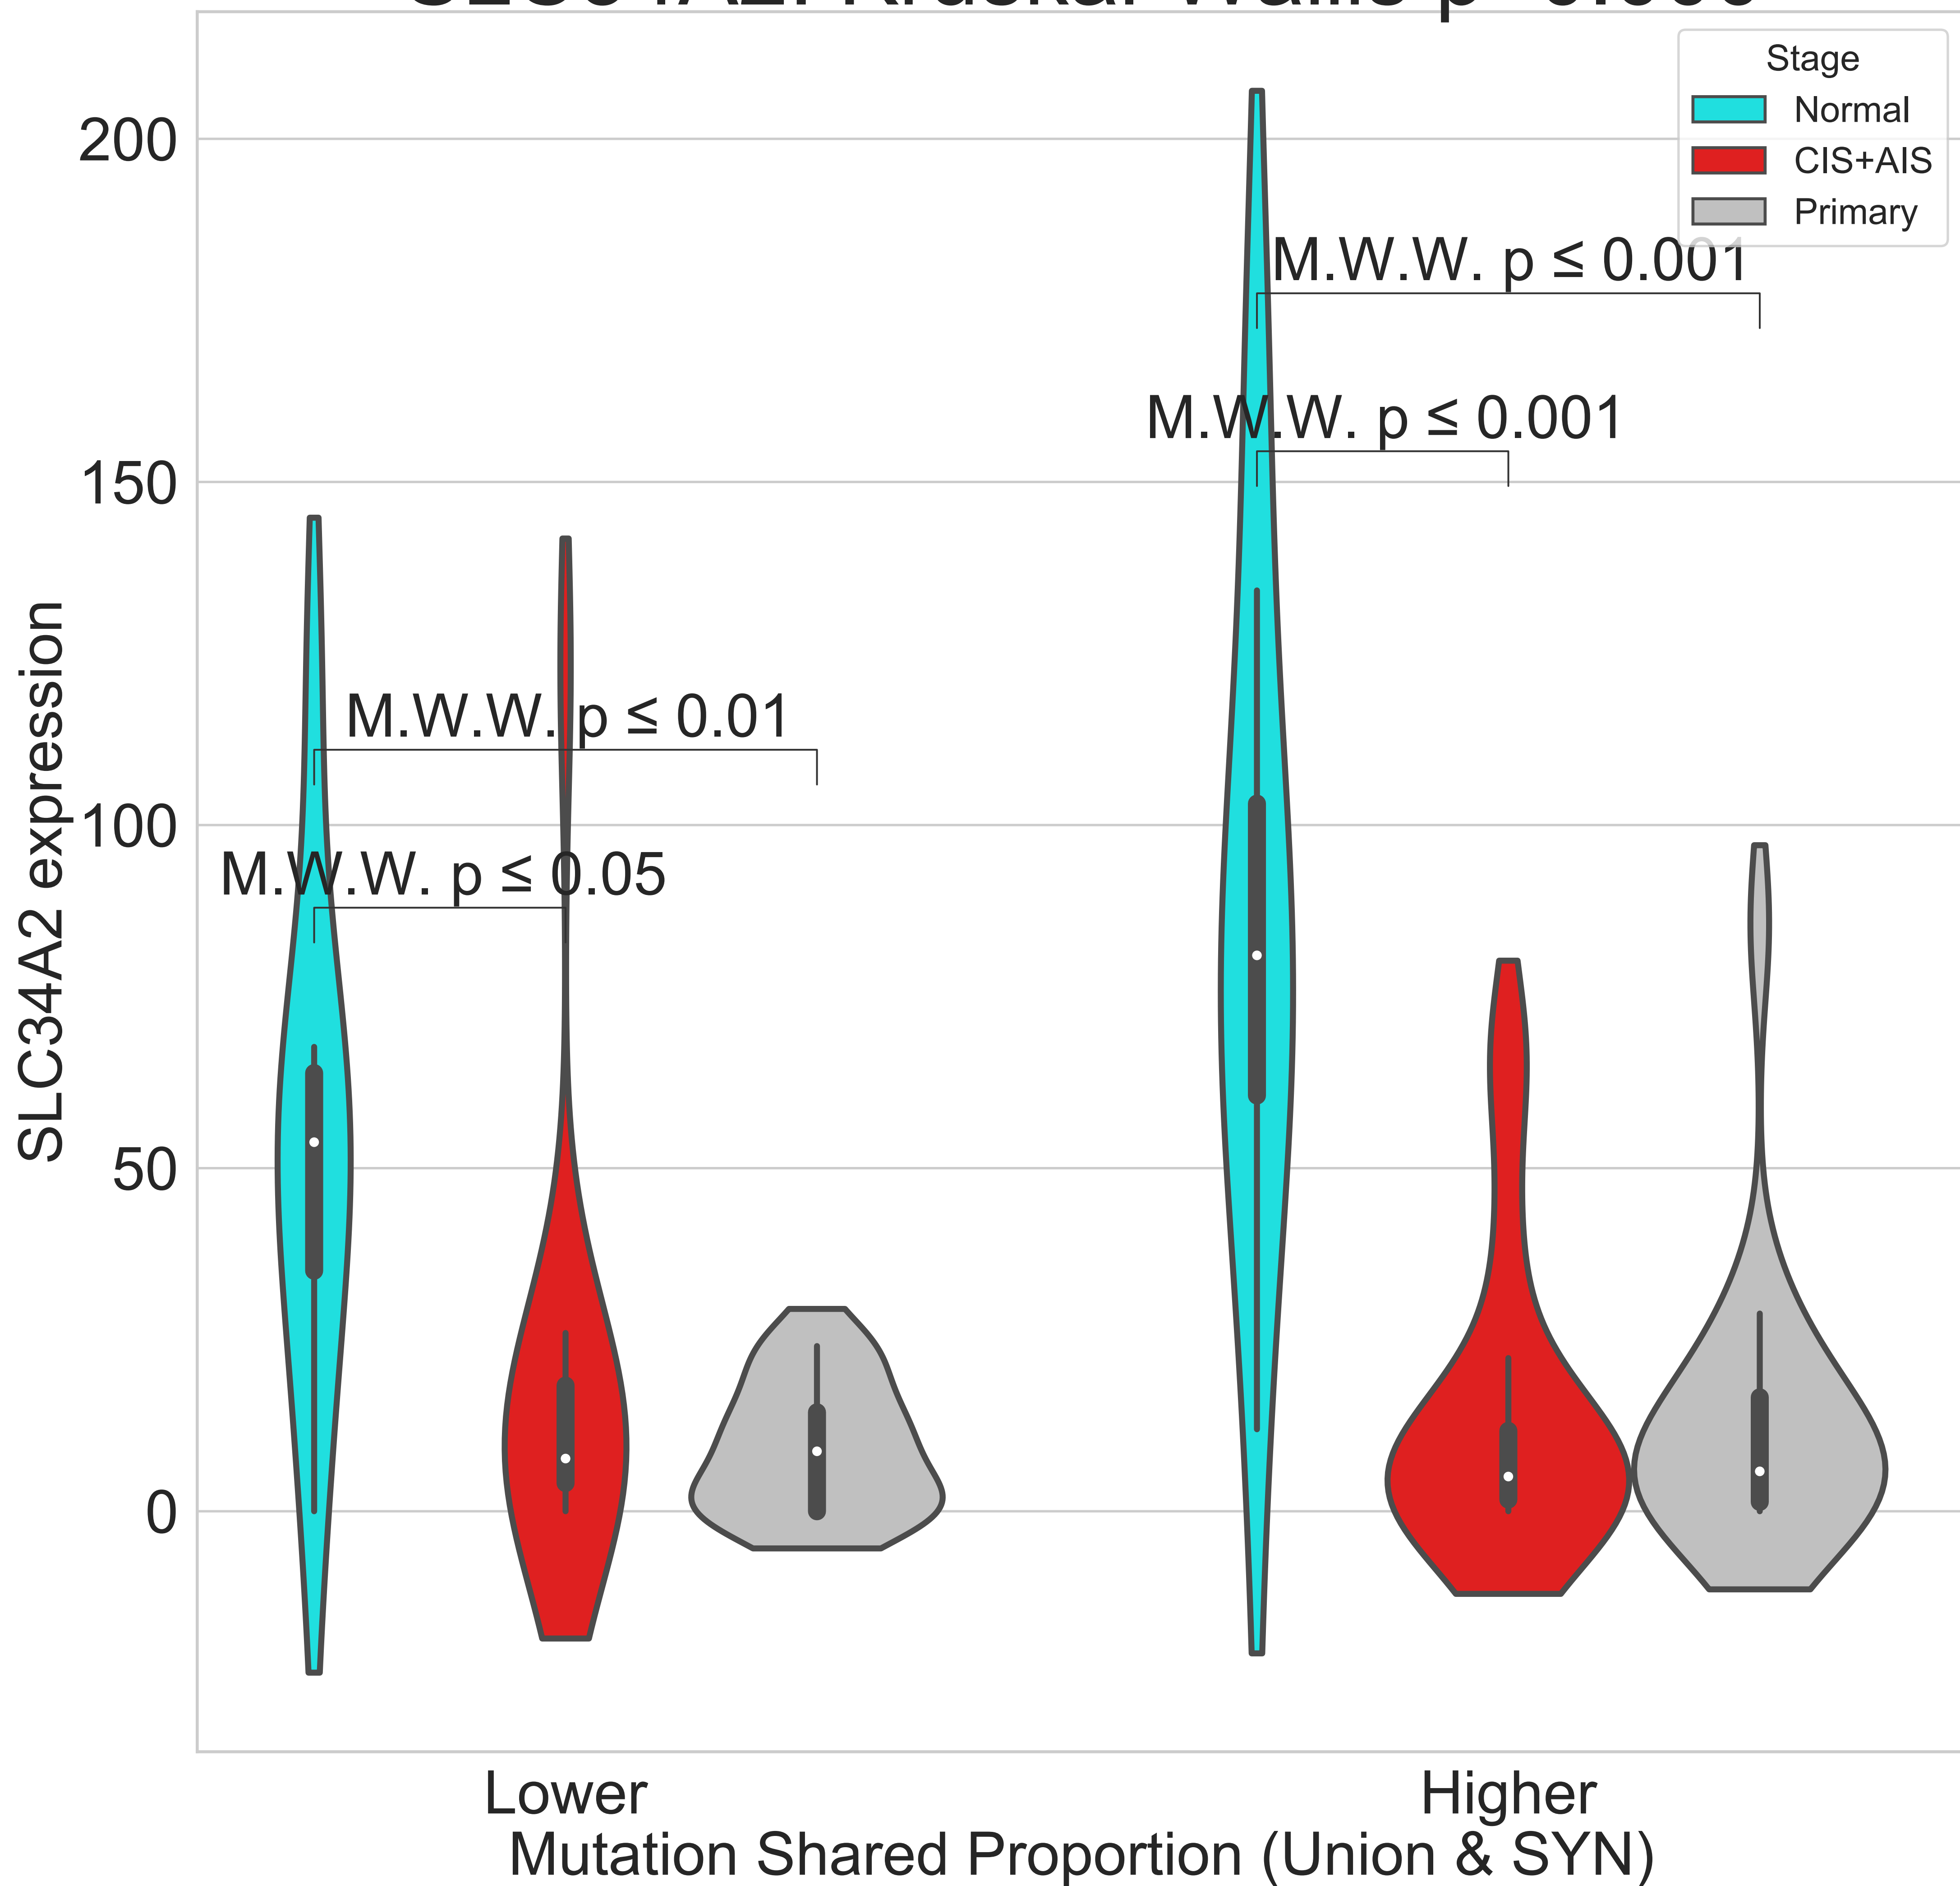 Stage
Normal
CIS+AIS
Primary
200
150
100
50
0
SLC34A2 expression
M.W.W. p ≤ 0.001
M.W.W. p ≤ 0.001
M.W.W. p ≤ 0.01
M.W.W. p ≤ 0.05
Lower
Higher
Mutation Shared Proportion (Union & SYN)